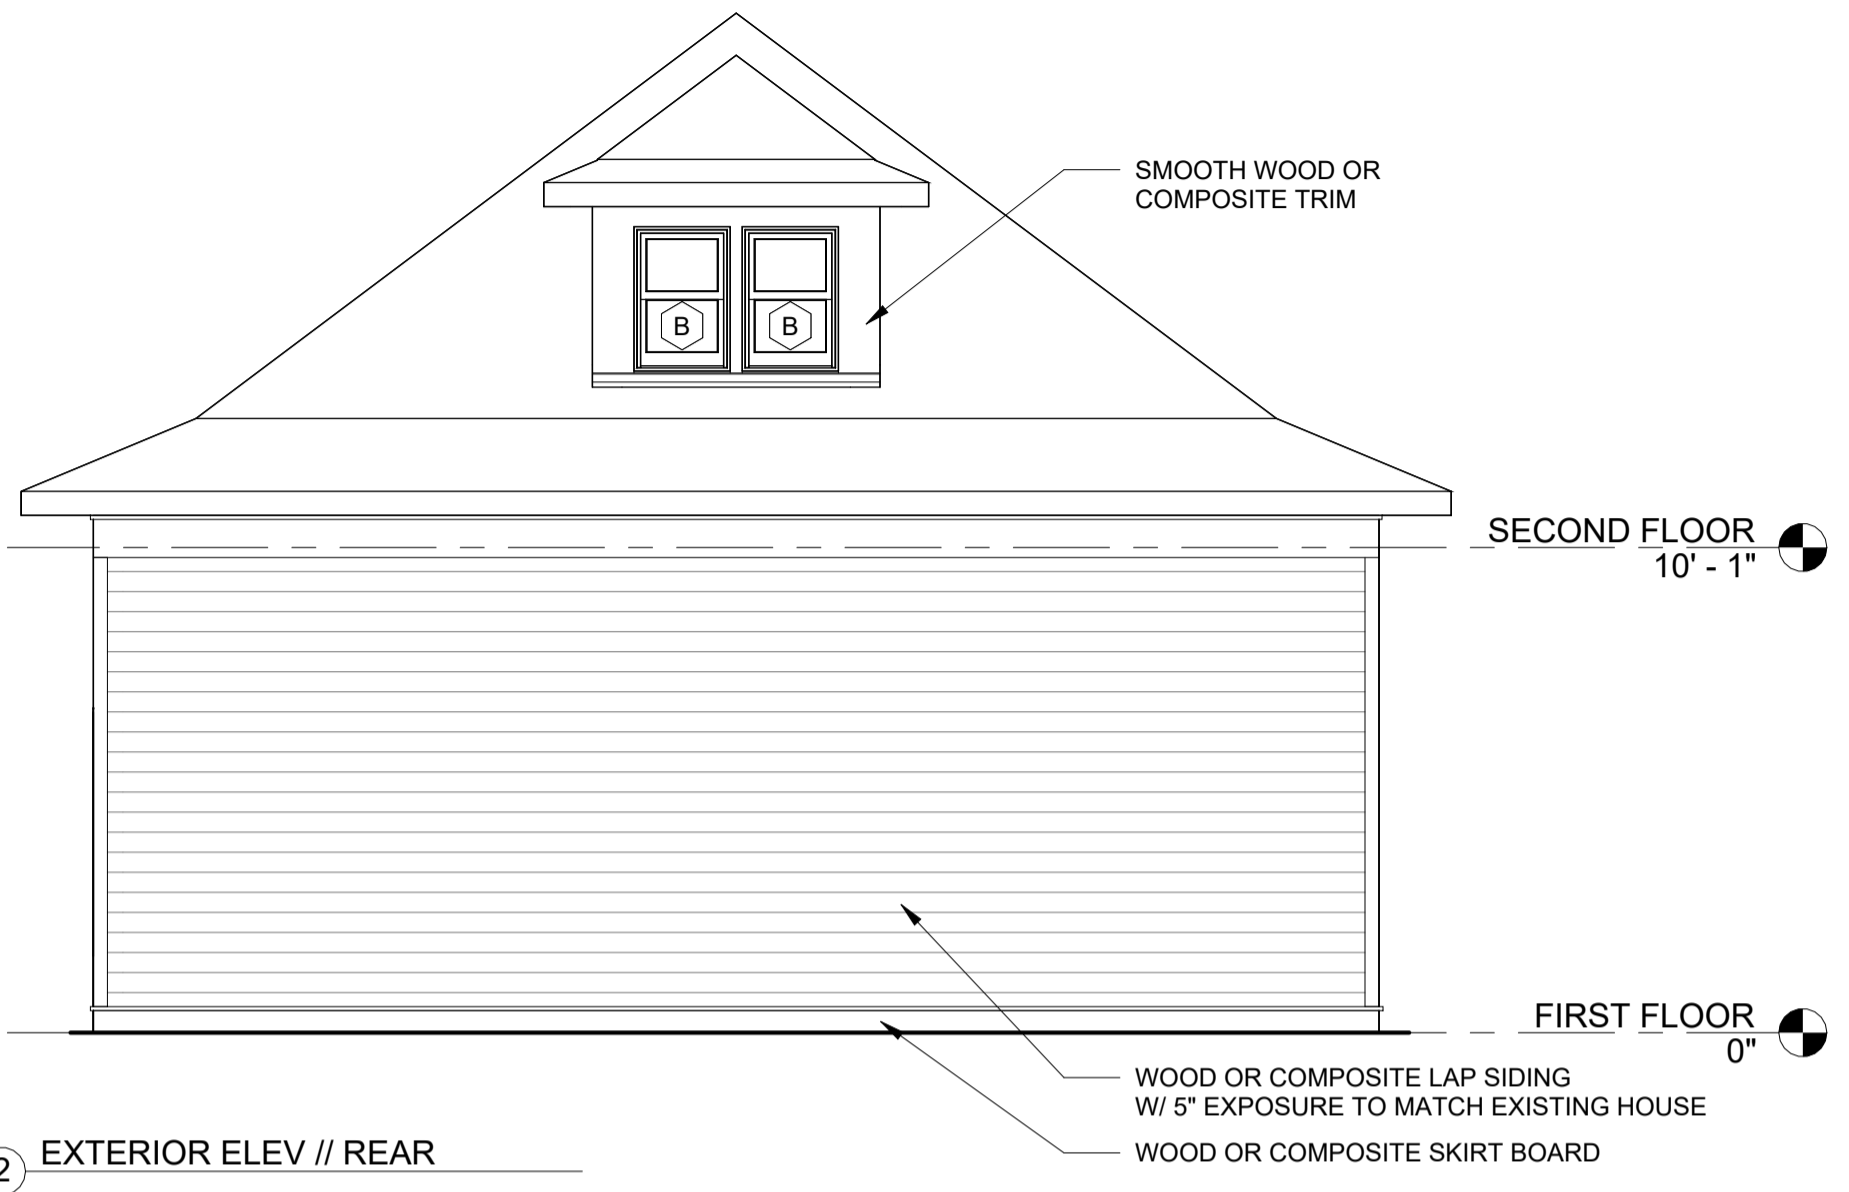 SMOOTH WOOD OR
COMPOSITE TRIM
B
B
SECOND FLOOR
10' - 1"
FIRST FLOOR
0"
WOOD OR COMPOSITE LAP SIDING
W/ 5" EXPOSURE TO MATCH EXISTING HOUSE
WOOD OR COMPOSITE SKIRT BOARD
2 EXTERIOR ELEV // REAR